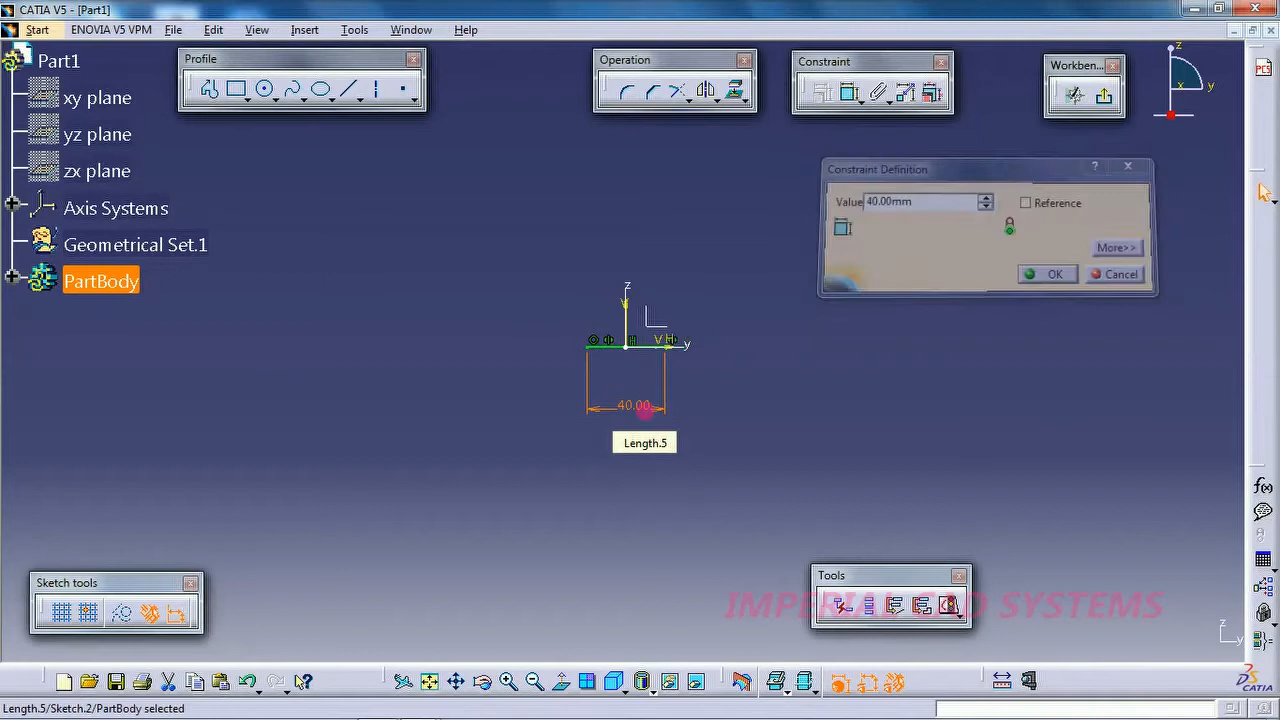 CATIA V5 - [Part1]
Start ENOVIA V5 VPM File Edit View Insert Tools Window Help
Part1
xy plane
yz plane
zx plane
Axis Systems
Geometrical Set.1
PartBody
Profile
Operation
Constraint
Workben...
z
x
y
PCS
Constraint Definition
Value 40.00mm
Reference
More>>
OK Cancel
z
V
H
V H
y
40.00
Length.5
Sketch tools
Tools
IMPERIAL CAD SYSTEMS
f(x)
z
y
CATIA
Length.5/Sketch.2/PartBody selected